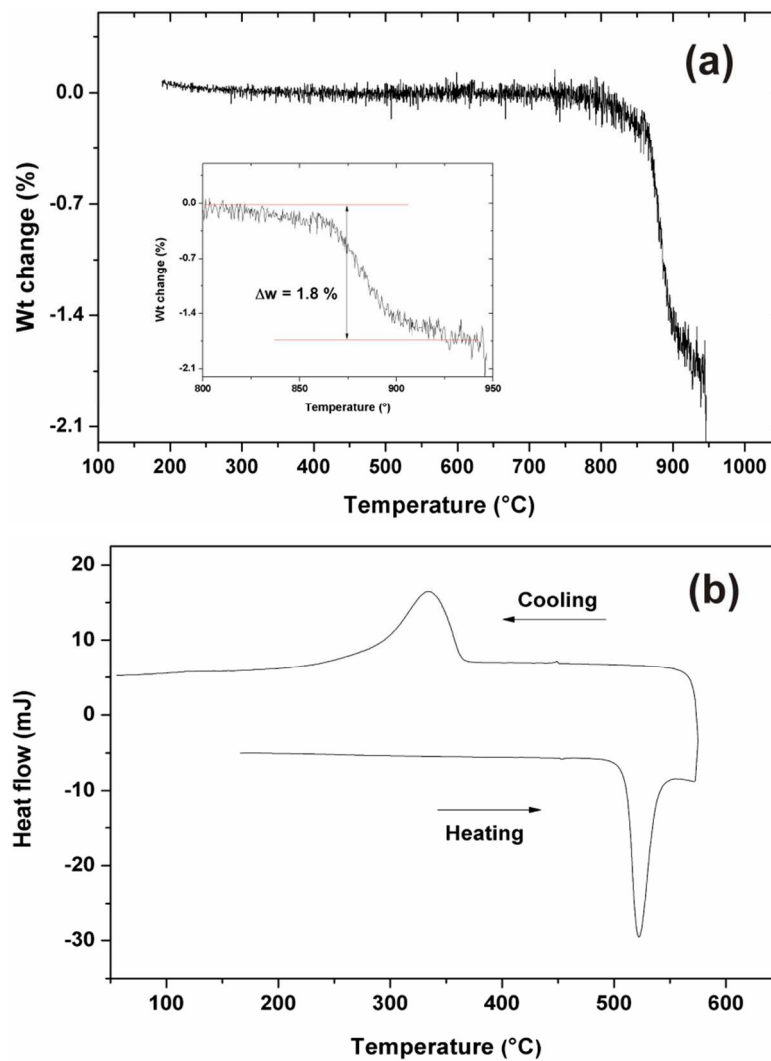 (a)
0.0
-0.7
-1.4
-2.1
Wt change (%)
100 200 300 400 500 600 700 800 900 1000
Temperature (°C)
0.0
-0.7
-1.4
-2.1
Wt change (%)
Δw = 1.8 %
800 850 900 950
Temperature (°)
(b)
20
10
0
-10
-20
-30
Heat flow (mJ)
Cooling
Heating
100 200 300 400 500 600
Temperature (°C)